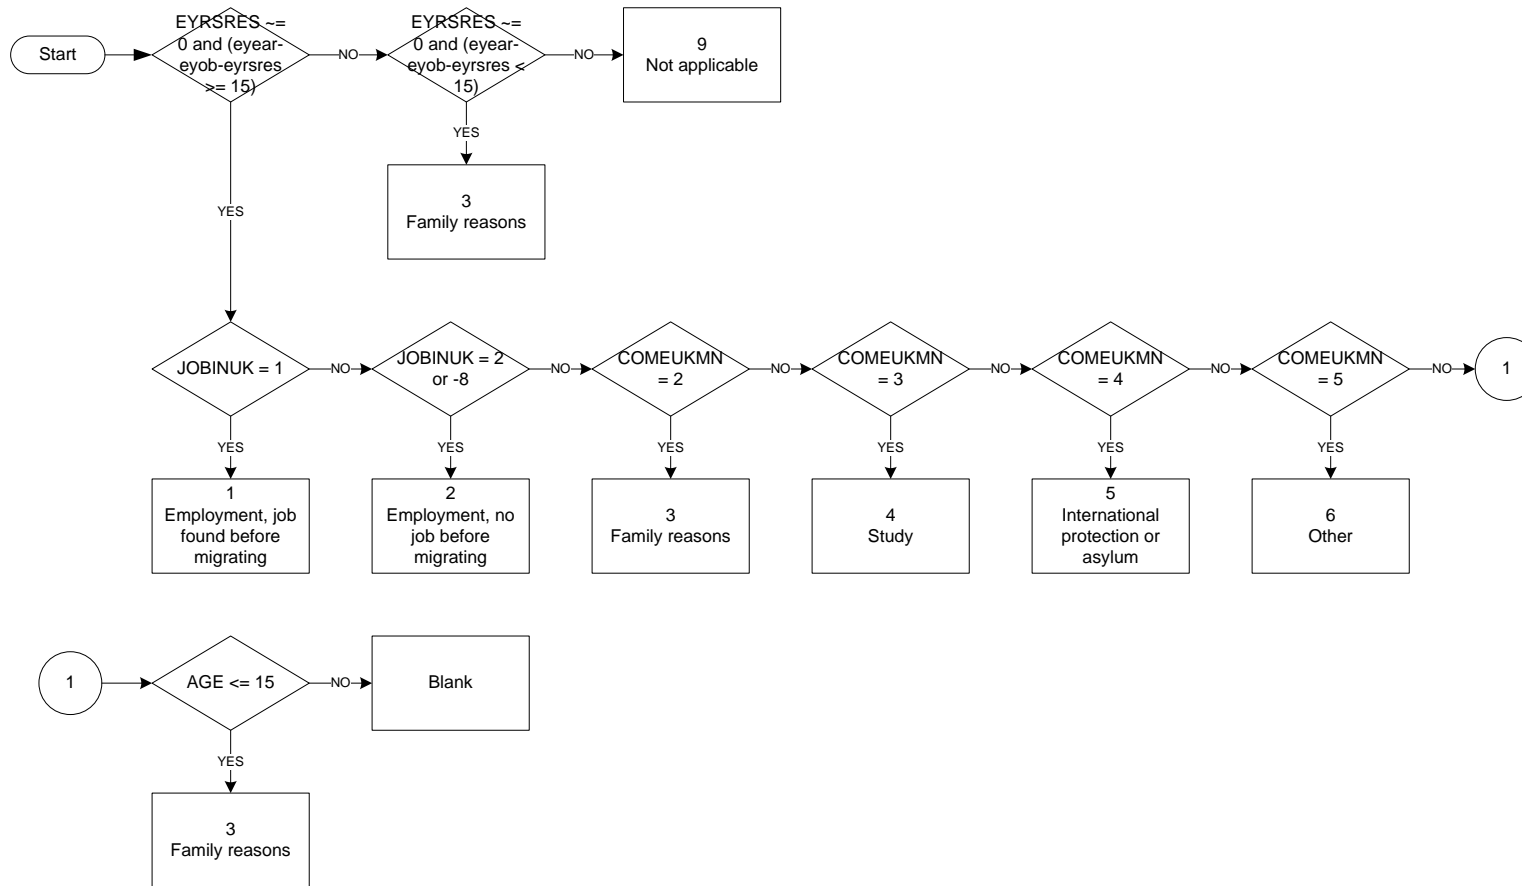 Start
EYRSRES ~=
0 and (eyear-
eyob-eyrsres
>= 15)
NO
EYRSRES ~=
0 and (eyear-
eyob-eyrsres <
15)
NO
9
Not applicable
YES
YES
3
Family reasons
JOBINUK = 1
NO
JOBINUK = 2
or -8
NO
COMEUKMN
= 2
NO
COMEUKMN
= 3
NO
COMEUKMN
= 4
NO
COMEUKMN
= 5
NO
1
YES
YES
YES
YES
YES
YES
1
Employment, job
found before
migrating
2
Employment, no
job before
migrating
3
Family reasons
4
Study
5
International
protection or
asylum
6
Other
1
AGE <= 15
NO
Blank
YES
3
Family reasons